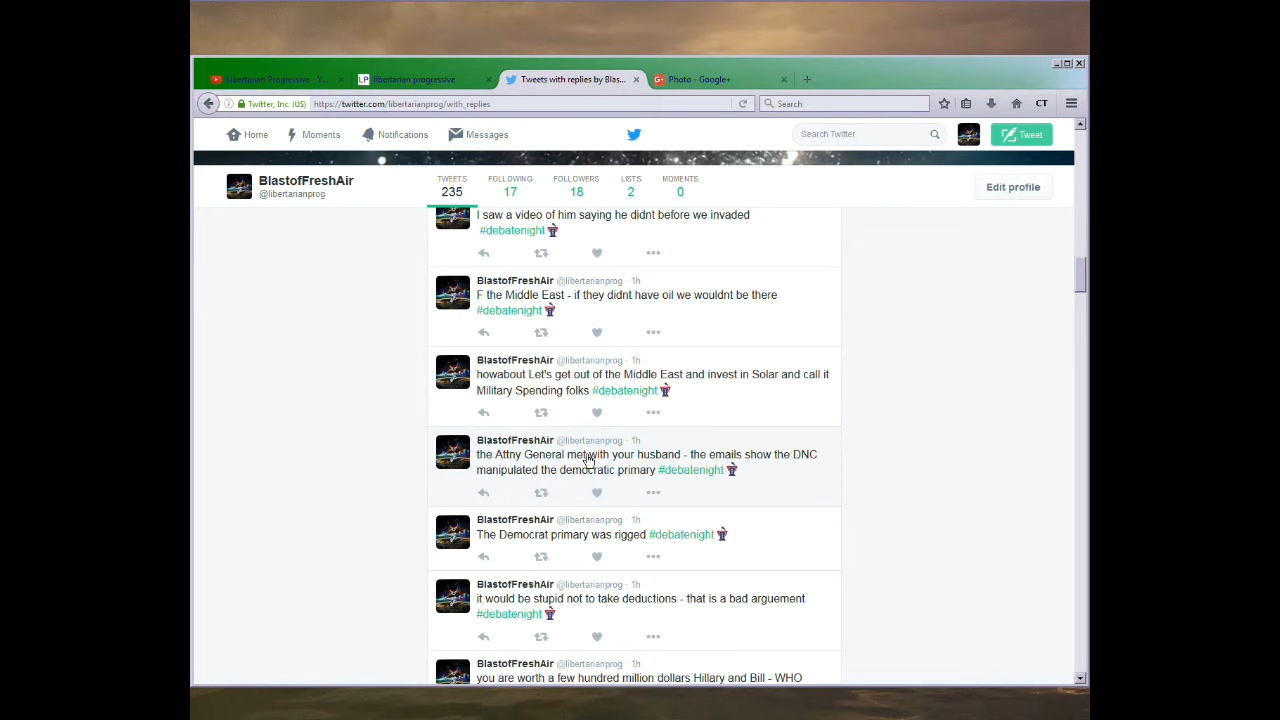 Libertarian Progressive - Y...
LP libertarian progressive
Tweets with replies by Blas...
Photo - Google+
Twitter, Inc. (US)
https://twitter.com/libertarianprog/with_replies
Search
CT
Home
Moments
Notifications
Messages
Search Twitter
Tweet
BlastofFreshAir
@libertarianprog
TWEETS
235
FOLLOWING
17
FOLLOWERS
18
LISTS
2
MOMENTS
0
Edit profile
I saw a video of him saying he didnt before we invaded
#debatenight
BlastofFreshAir @libertarianprog · 1h
F the Middle East - if they didnt have oil we wouldnt be there
#debatenight
BlastofFreshAir @libertarianprog · 1h
howabout Let's get out of the Middle East and invest in Solar and call it
Military Spending folks #debatenight
BlastofFreshAir @libertarianprog · 1h
the Attny General met with your husband - the emails show the DNC
manipulated the democratic primary #debatenight
BlastofFreshAir @libertarianprog · 1h
The Democrat primary was rigged #debatenight
BlastofFreshAir @libertarianprog · 1h
it would be stupid not to take deductions - that is a bad arguement
#debatenight
BlastofFreshAir @libertarianprog · 1h
you are worth a few hundred million dollars Hillary and Bill - WHO